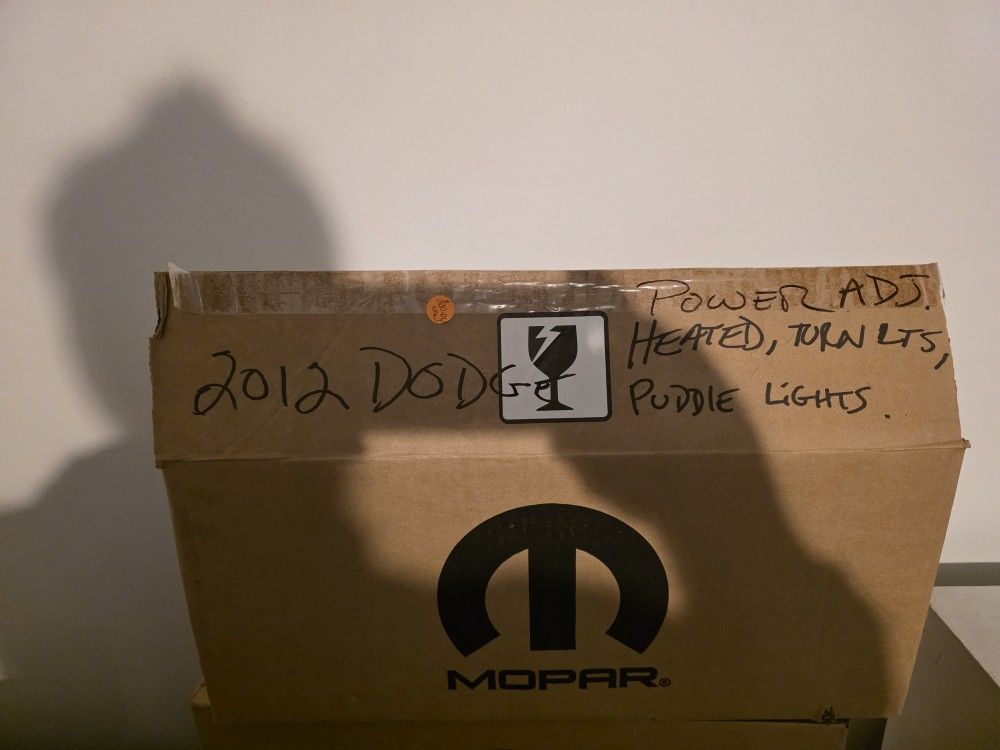 2012 DODGE
POWER ADJ.
HEATED, TURN LTS,
PUDDLE LIGHTS.
MOPAR®